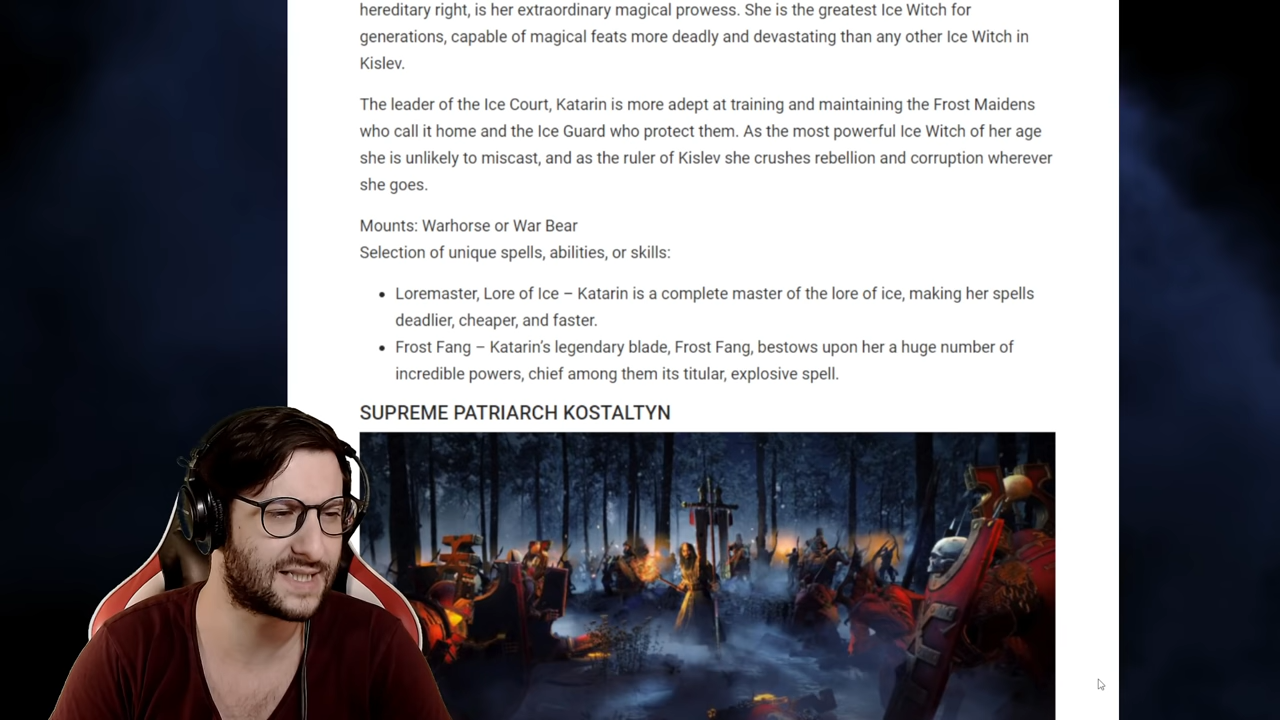 hereditary right, is her extraordinary magical prowess. She is the greatest Ice Witch for
generations, capable of magical feats more deadly and devastating than any other Ice Witch in
Kislev.
The leader of the Ice Court, Katarin is more adept at training and maintaining the Frost Maidens
who call it home and the Ice Guard who protect them. As the most powerful Ice Witch of her age
she is unlikely to miscast, and as the ruler of Kislev she crushes rebellion and corruption wherever
she goes.
Mounts: Warhorse or War Bear
Selection of unique spells, abilities, or skills:
• Loremaster, Lore of Ice – Katarin is a complete master of the lore of ice, making her spells
deadlier, cheaper, and faster.
• Frost Fang – Katarin’s legendary blade, Frost Fang, bestows upon her a huge number of
incredible powers, chief among them its titular, explosive spell.
SUPREME PATRIARCH KOSTALTYN